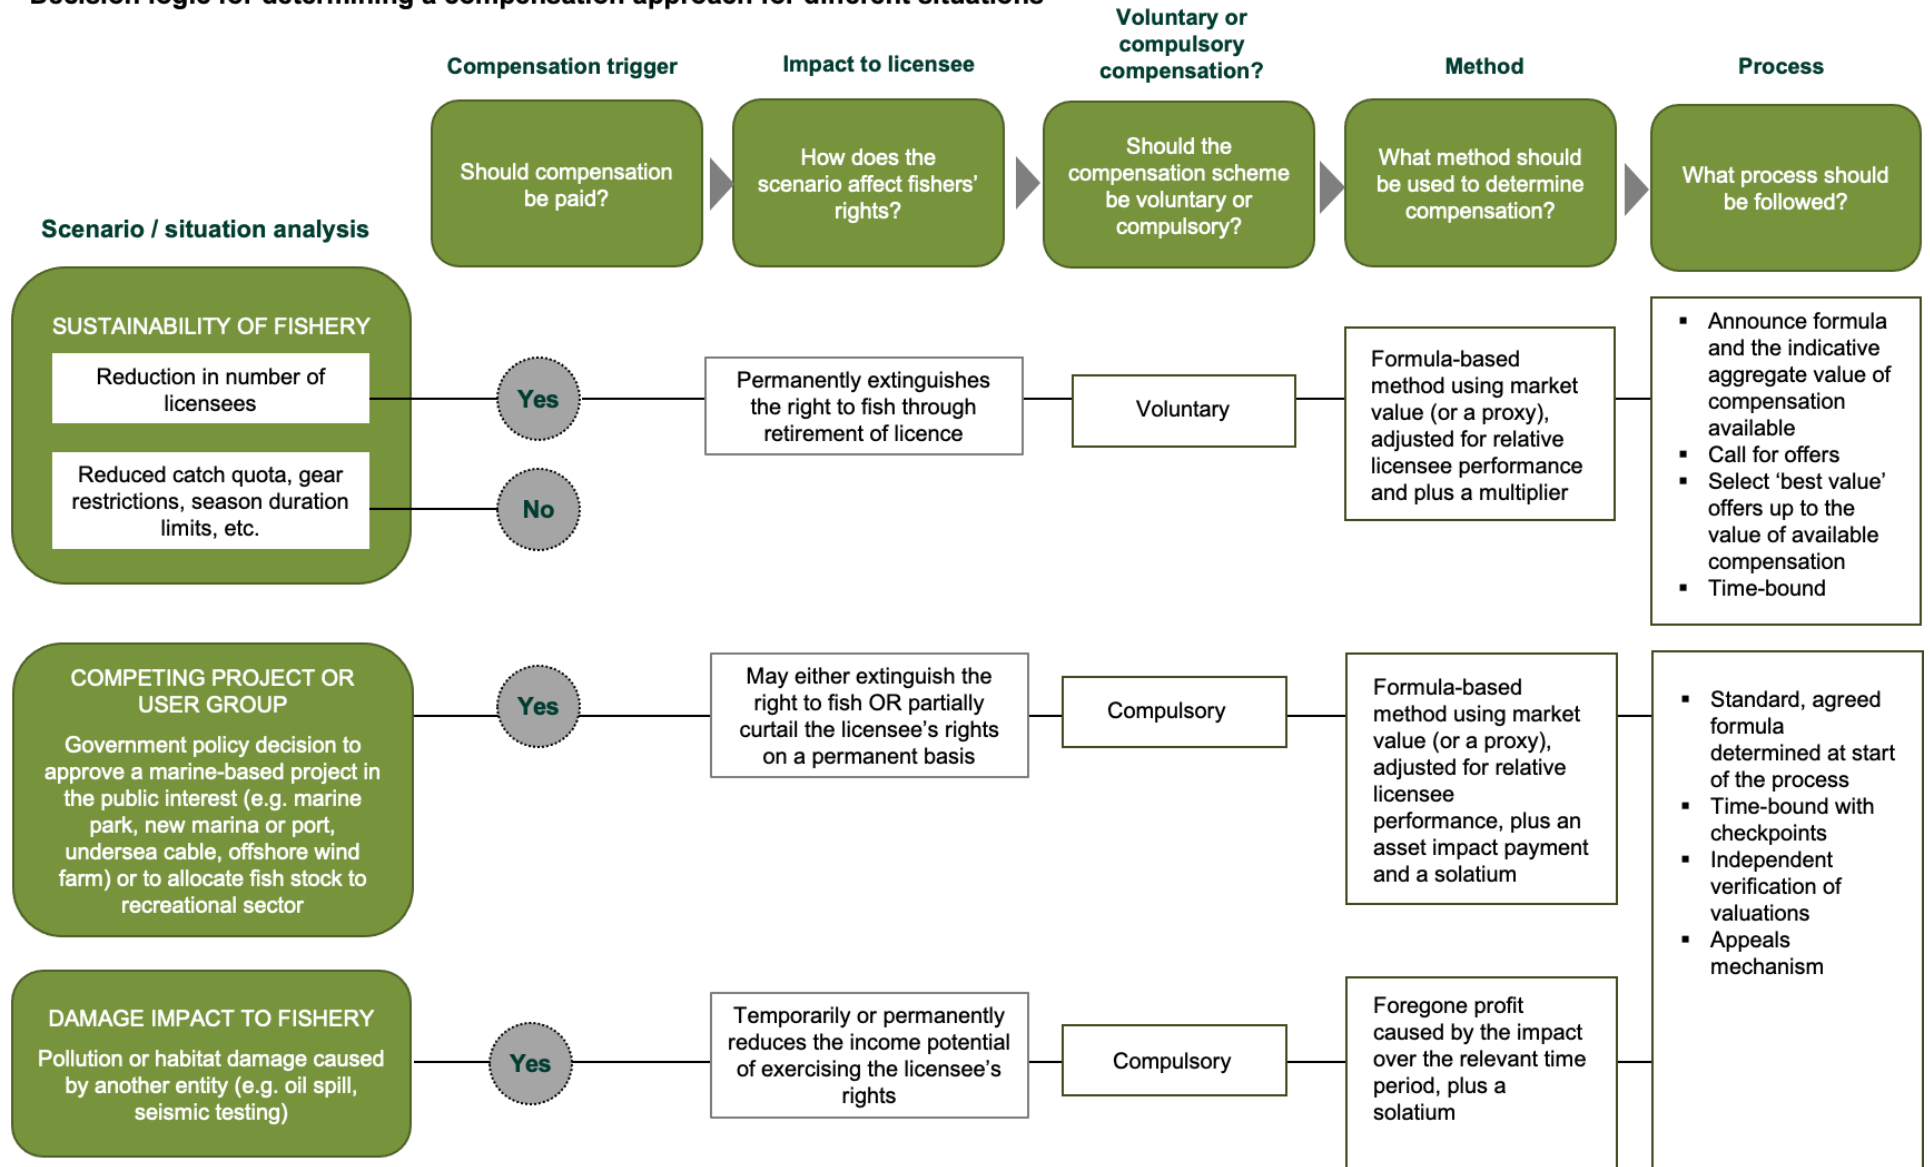 Decision logic for determining a compensation approach for different situations
Voluntary or
compulsory
compensation?
Compensation trigger
Impact to licensee
Method
Process
Should compensation
be paid?
How does the
scenario affect fishers’
rights?
Should the
compensation scheme
be voluntary or
compulsory?
What method should
be used to determine
compensation?
What process should
be followed?
Scenario / situation analysis
SUSTAINABILITY OF FISHERY
Reduction in number of
licensees
Yes
Permanently extinguishes
the right to fish through
retirement of licence
Voluntary
Formula-based
method using market
value (or a proxy),
adjusted for relative
licensee performance
and plus a multiplier
▪ Announce formula
and the indicative
aggregate value of
compensation
available
▪ Call for offers
▪ Select ‘best value’
offers up to the
value of available
compensation
▪ Time-bound
Reduced catch quota, gear
restrictions, season duration
limits, etc.
No
COMPETING PROJECT OR
USER GROUP
Government policy decision to
approve a marine-based project in
the public interest (e.g. marine
park, new marina or port,
undersea cable, offshore wind
farm) or to allocate fish stock to
recreational sector
Yes
May either extinguish the
right to fish OR partially
curtail the licensee’s rights
on a permanent basis
Compulsory
Formula-based
method using market
value (or a proxy),
adjusted for relative
licensee
performance, plus an
asset impact payment
and a solatium
▪ Standard, agreed
formula
determined at start
of the process
▪ Time-bound with
checkpoints
▪ Independent
verification of
valuations
▪ Appeals
mechanism
DAMAGE IMPACT TO FISHERY
Pollution or habitat damage caused
by another entity (e.g. oil spill,
seismic testing)
Yes
Temporarily or permanently
reduces the income potential
of exercising the licensee’s
rights
Compulsory
Foregone profit
caused by the impact
over the relevant time
period, plus a
solatium